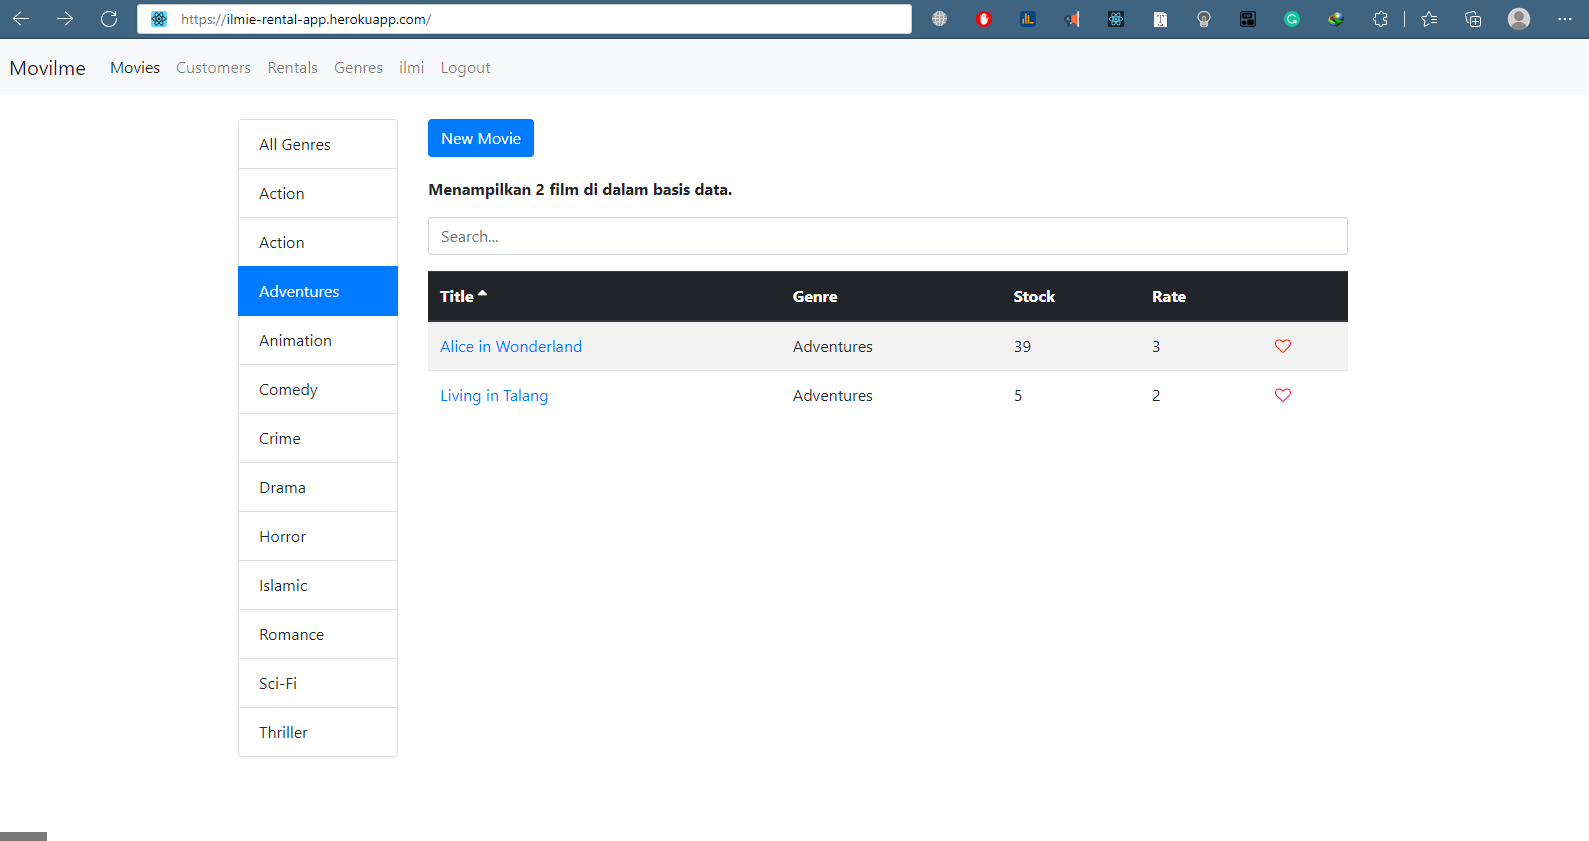 https://ilmie-rental-app.herokuapp.com/
Movilme Movies Customers Rentals Genres ilmi Logout
All Genres
Action
Action
Adventures
Animation
Comedy
Crime
Drama
Horror
Islamic
Romance
Sci-Fi
Thriller
New Movie
Menampilkan 2 film di dalam basis data.
Search...
Title Genre Stock Rate
Alice in Wonderland Adventures 39 3
Living in Talang Adventures 5 2